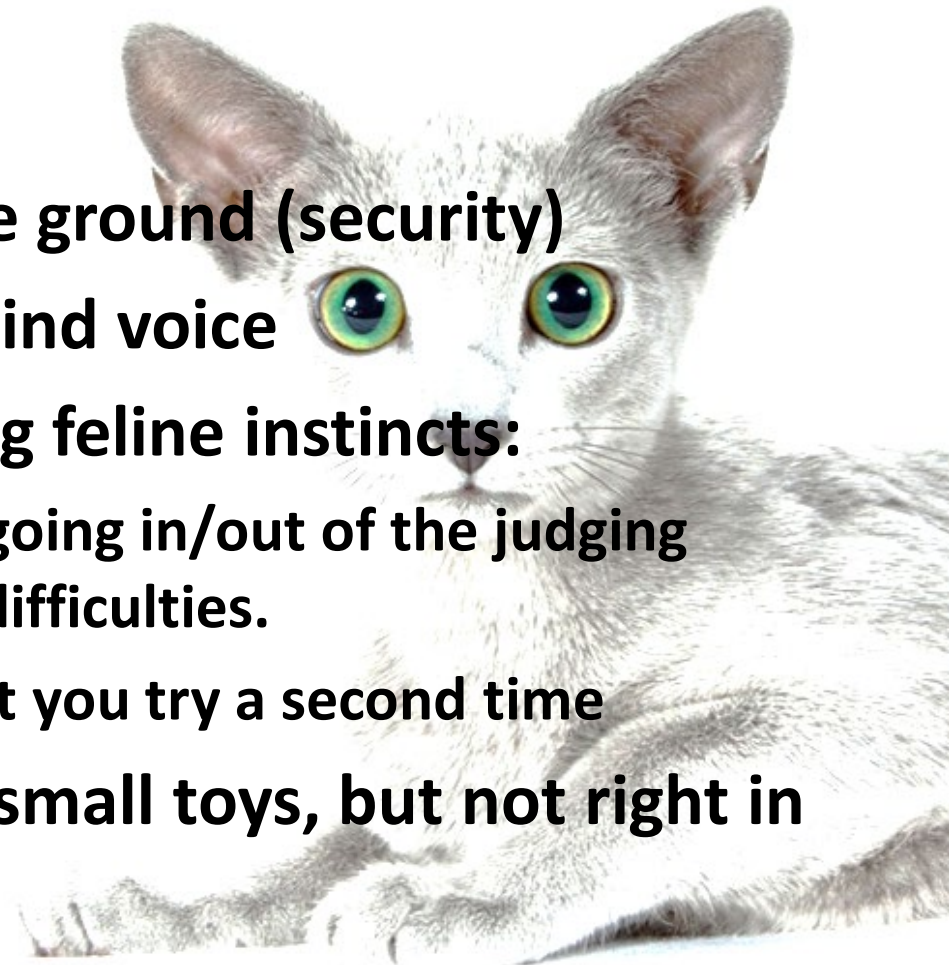 e ground (security)
ind voice
g feline instincts:
going in/out of the judging
difficulties.
t you try a second time
small toys, but not right in